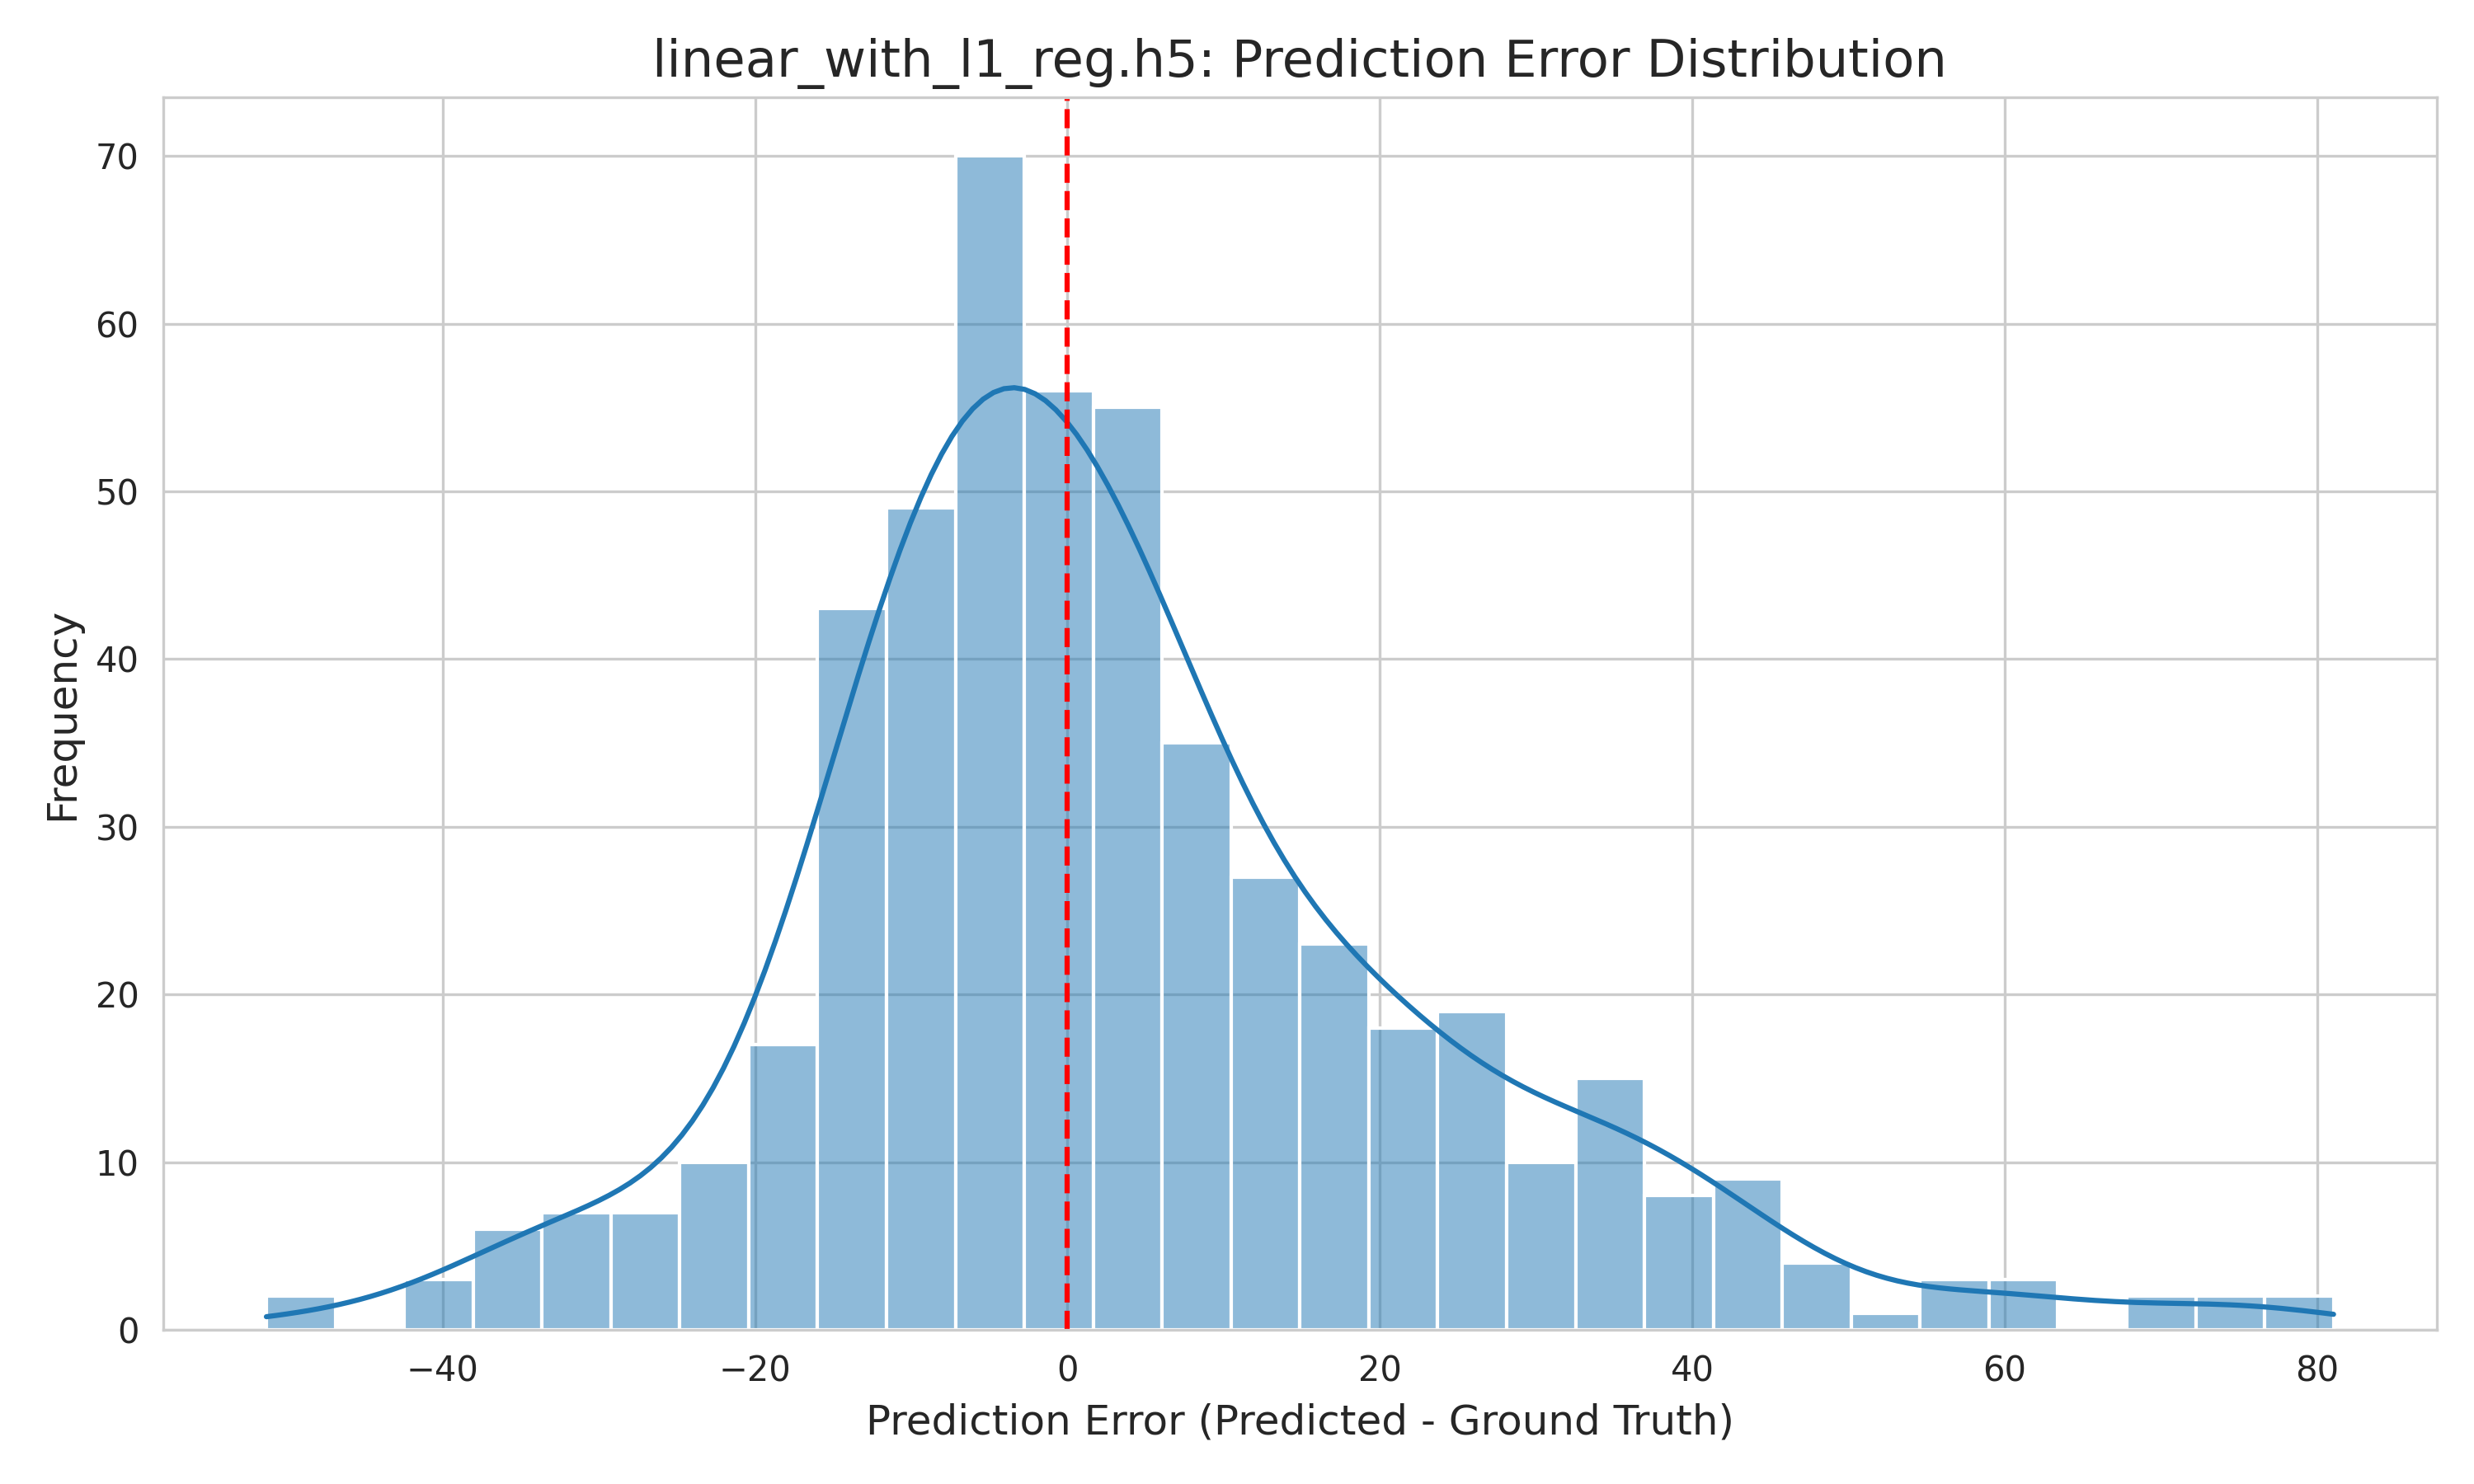 linear_with_l1_reg.h5: Prediction Error Distribution
70
60
50
40
30
20
10
0
Frequency
−40 −20 0 20 40 60 80
Prediction Error (Predicted - Ground Truth)